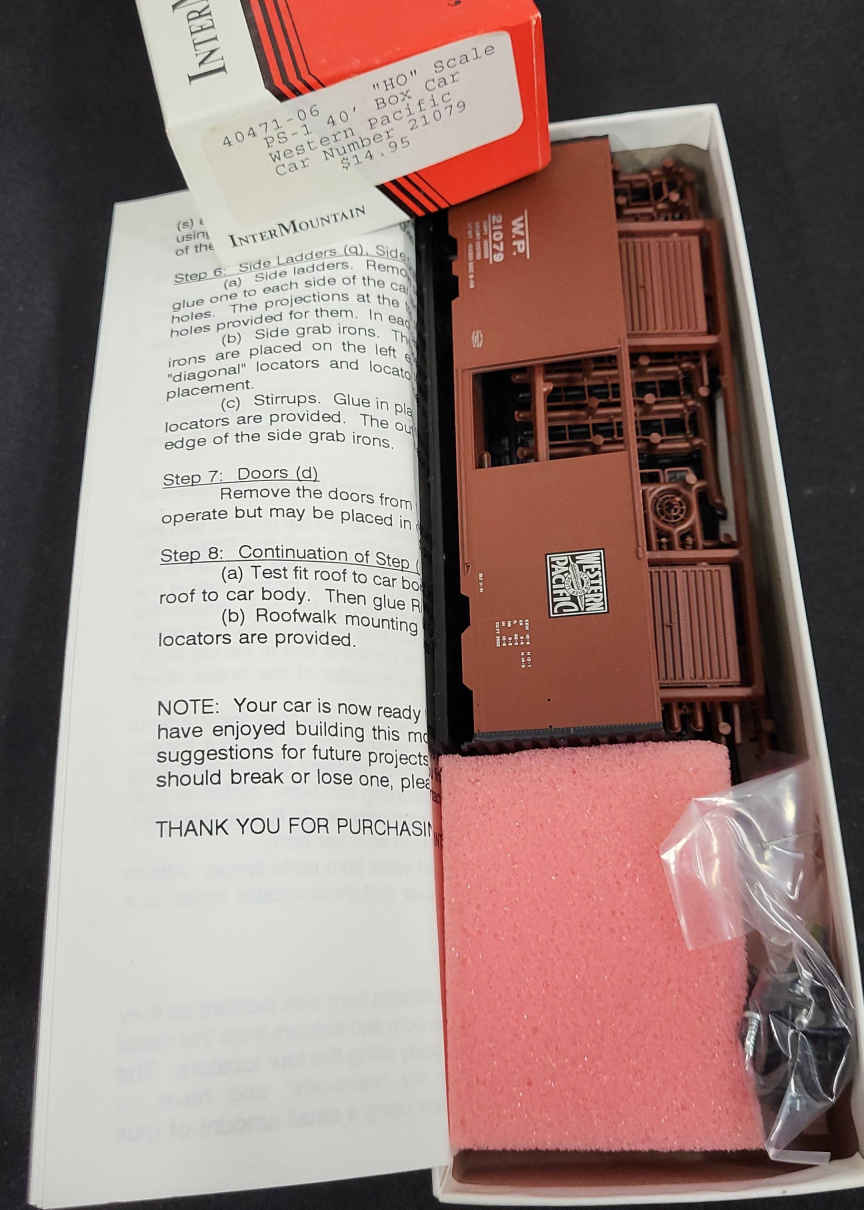 INTERM
40471-06 "HO" Scale
PS-1 40' Box Car
Western Pacific
Car Number 21079
$14.95
INTERMOUNTAIN
(s)
using
of the
Step 6: Side Ladders (q), Side
(a) Side ladders. Remo
glue one to each side of the car
holes. The projections at the
holes provided for them. In eac
(b) Side grab irons. Th
irons are placed on the left e
"diagonal" locators and locato
placement.
(c) Stirrups. Glue in pla
locators are provided. The ou
edge of the side grab irons.
Step 7: Doors (d)
Remove the doors from
operate but may be placed in
Step 8: Continuation of Step (
(a) Test fit roof to car bo
roof to car body. Then glue R
(b) Roofwalk mounting
locators are provided.
NOTE: Your car is now ready
have enjoyed building this mo
suggestions for future projects
should break or lose one, plea
THANK YOU FOR PURCHASIN
W.P.
21079
WESTERN
PACIFIC